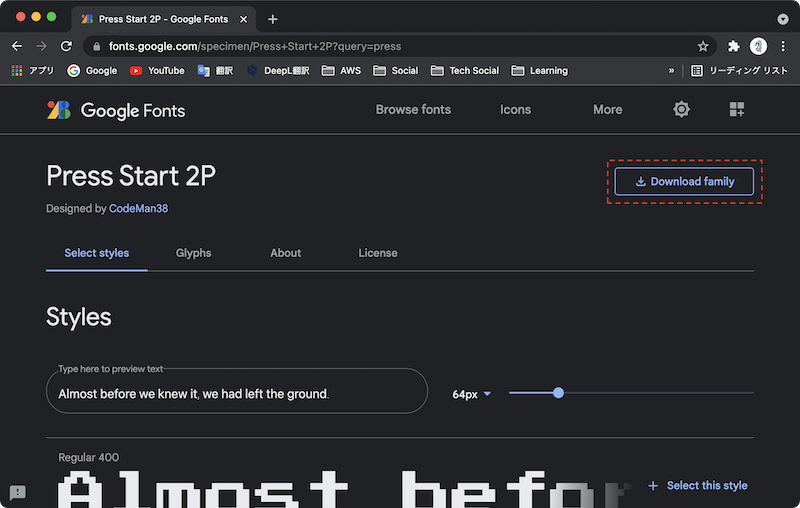 Press Start 2P - Google Fonts
fonts.google.com/specimen/Press+Start+2P?query=press
アプリ Google YouTube 翻訳 DeepL翻訳 AWS Social Tech Social Learning » リーディング リスト
Google Fonts Browse fonts Icons More
Press Start 2P
Download family
Designed by CodeMan38
Select styles Glyphs About License
Styles
Type here to preview text
Almost before we knew it, we had left the ground.
64px
Regular 400
Almost befor
+ Select this style